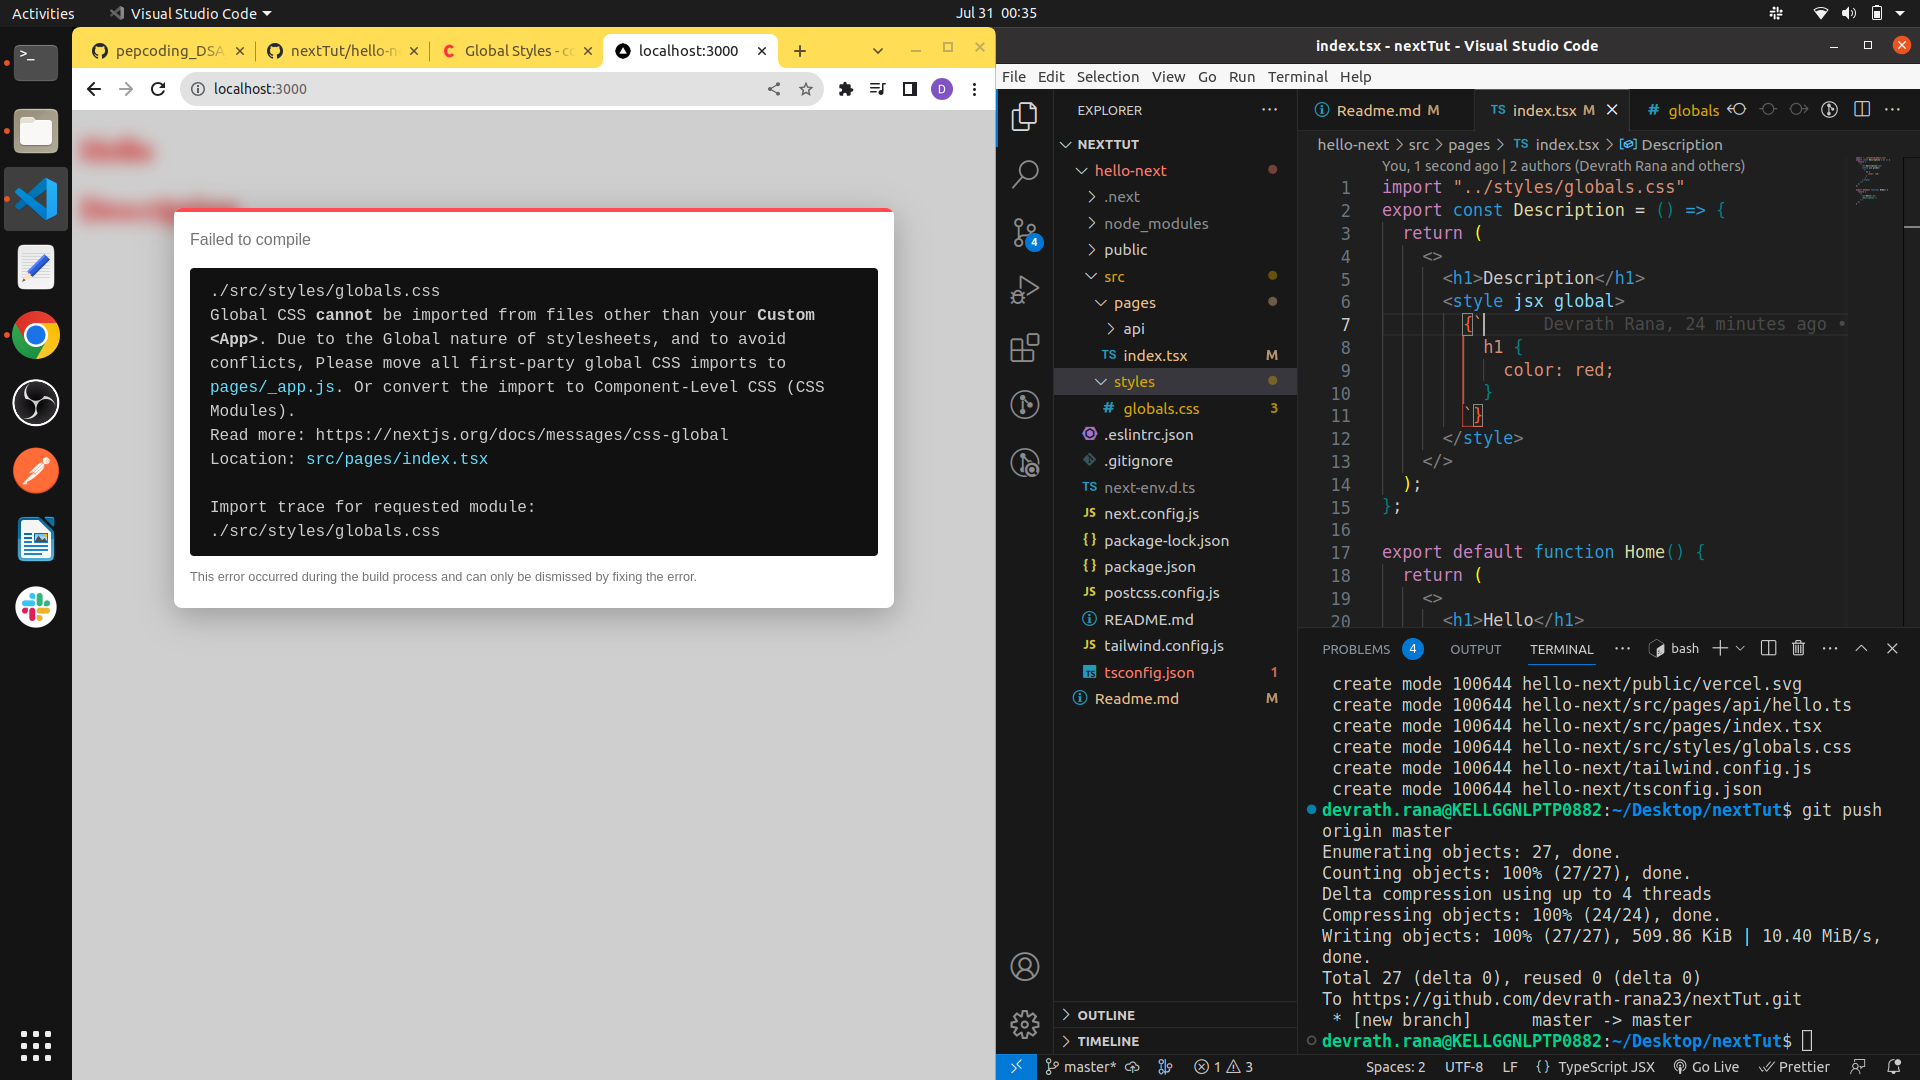 Activities
Visual Studio Code
Jul 31 00:35
pepcoding_DSA
nextTut/hello-n
Global Styles - c
localhost:3000
localhost:3000
D
Hello
Description
Failed to compile
./src/styles/globals.css
Global CSS cannot be imported from files other than your Custom
<App>. Due to the Global nature of stylesheets, and to avoid
conflicts, Please move all first-party global CSS imports to
pages/_app.js. Or convert the import to Component-Level CSS (CSS
Modules).
Read more: https://nextjs.org/docs/messages/css-global
Location: src/pages/index.tsx
Import trace for requested module:
./src/styles/globals.css
This error occurred during the build process and can only be dismissed by fixing the error.
index.tsx - nextTut - Visual Studio Code
File Edit Selection View Go Run Terminal Help
EXPLORER
NEXTTUT
hello-next
.next
node_modules
public
src
pages
api
TS index.tsx M
styles
# globals.css 3
.eslintrc.json
.gitignore
TS next-env.d.ts
JS next.config.js
{} package-lock.json
{} package.json
JS postcss.config.js
README.md
JS tailwind.config.js
TS tsconfig.json 1
Readme.md M
OUTLINE
TIMELINE
4
Readme.md M
TS index.tsx M
# globals
hello-next > src > pages > TS index.tsx > Description
You, 1 second ago | 2 authors (Devrath Rana and others)
1 import "../styles/globals.css"
2 export const Description = () => {
3 return (
4 <>
5 <h1>Description</h1>
6 <style jsx global>
7 {` Devrath Rana, 24 minutes ago •
8 h1 {
9 color: red;
10 }
11 `}
12 </style>
13 </>
14 );
15 };
16
17 export default function Home() {
18 return (
19 <>
20 <h1>Hello</h1>
PROBLEMS 4 OUTPUT TERMINAL bash
create mode 100644 hello-next/public/vercel.svg
create mode 100644 hello-next/src/pages/api/hello.ts
create mode 100644 hello-next/src/pages/index.tsx
create mode 100644 hello-next/src/styles/globals.css
create mode 100644 hello-next/tailwind.config.js
create mode 100644 hello-next/tsconfig.json
devrath.rana@KELLGGNLPTP0882:~/Desktop/nextTut$ git push
origin master
Enumerating objects: 27, done.
Counting objects: 100% (27/27), done.
Delta compression using up to 4 threads
Compressing objects: 100% (24/24), done.
Writing objects: 100% (27/27), 509.86 KiB | 10.40 MiB/s,
done.
Total 27 (delta 0), reused 0 (delta 0)
To https://github.com/devrath-rana23/nextTut.git
* [new branch] master -> master
devrath.rana@KELLGGNLPTP0882:~/Desktop/nextTut$
master* 1 3 Spaces: 2 UTF-8 LF {} TypeScript JSX Go Live Prettier